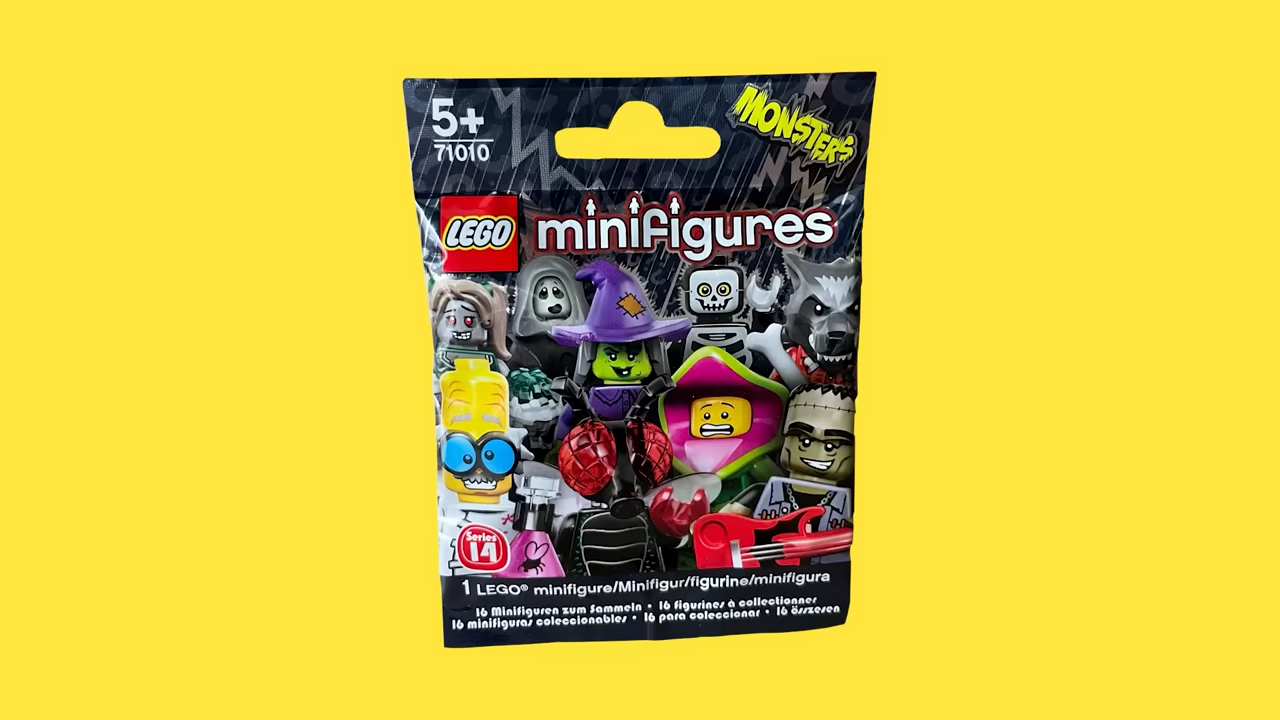 5+
71010
MONSTERS
LEGO
minifigures
Series
14
1 LEGO® minifigure/Minifigur/figurine/minifigura
16 Minifiguren zum Sammeln • 16 figurines à collectionner
16 minifiguras coleccionables • 16 para coleccionar • 16 összesen